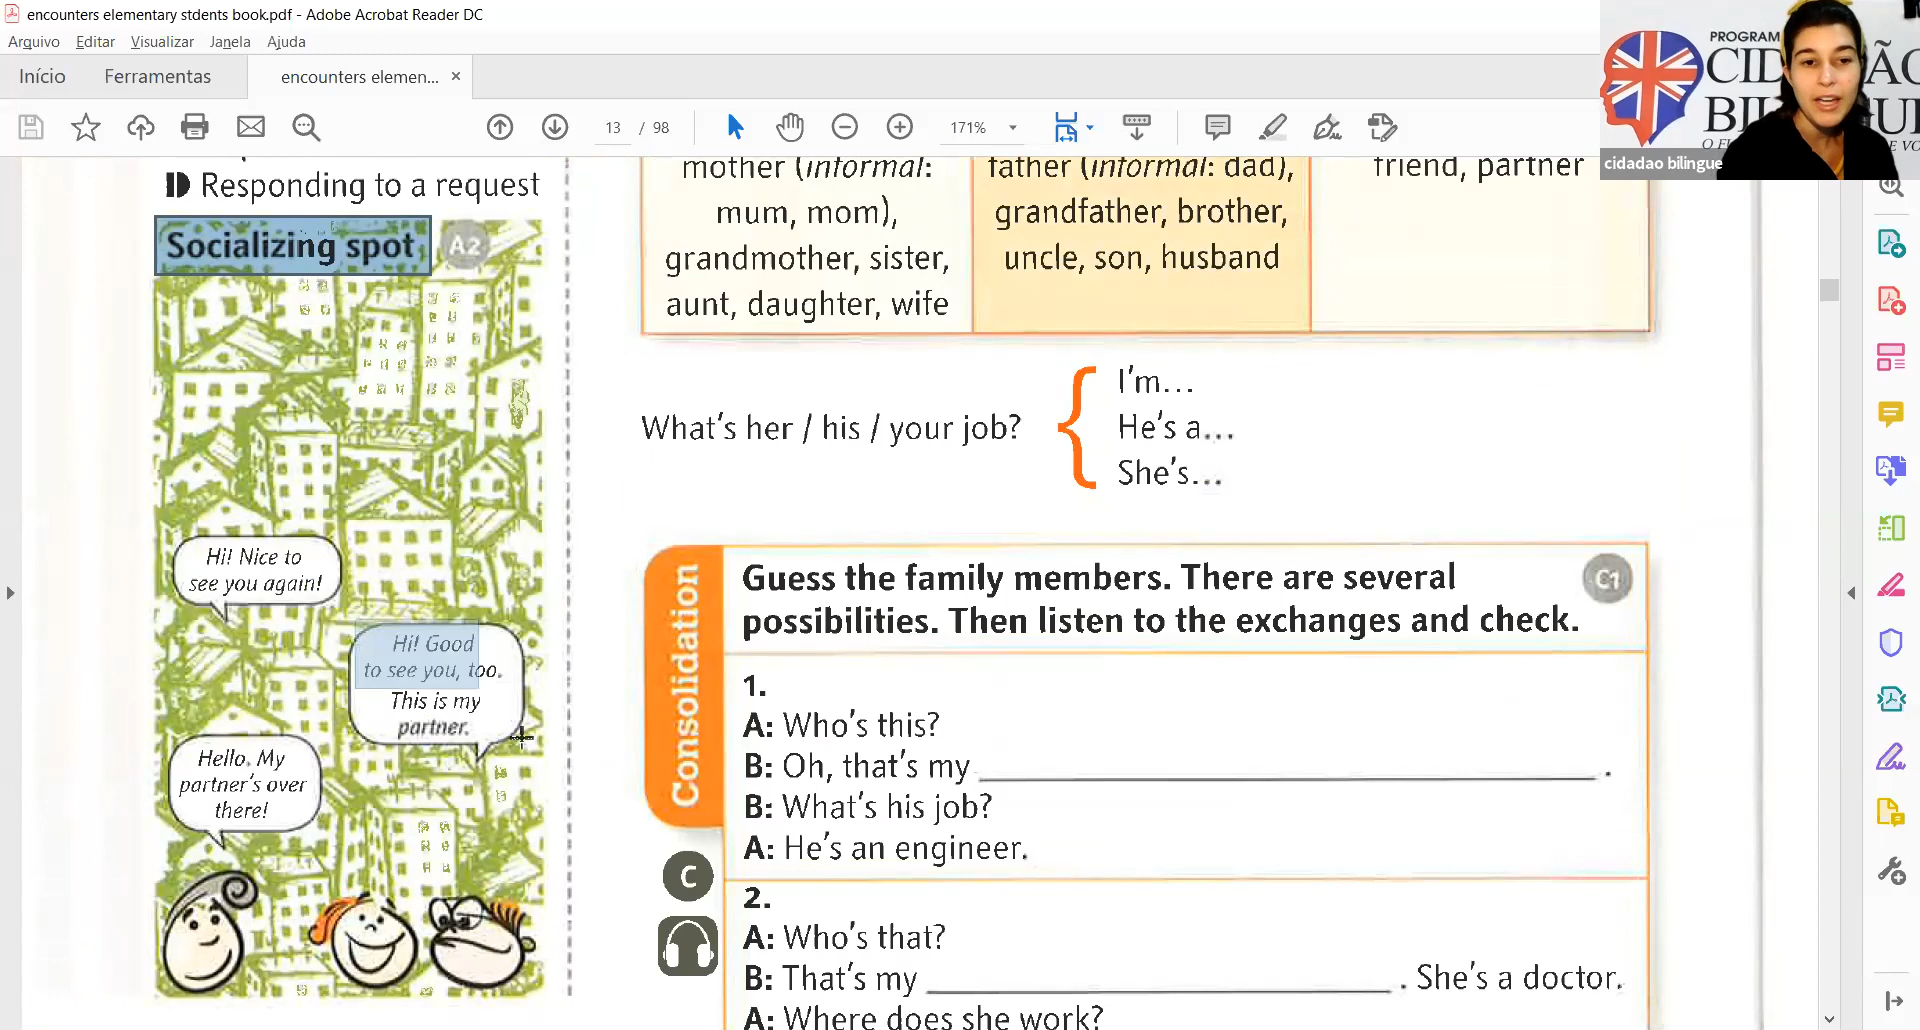 encounters elementary stdents book.pdf - Adobe Acrobat Reader DC
Arquivo Editar Visualizar Janela Ajuda
Início Ferramentas encounters elemen... ×
13 / 98 171%
PROGRAM
CID ÃO
BI GU
cidadao bilingue
Responding to a request
Socializing spot A2
Hi! Nice to
see you again!
Hi! Good
to see you, too.
This is my
partner.
Hello. My
partner's over
there!
mother (informal:
mum, mom),
grandmother, sister,
aunt, daughter, wife
father (informal: dad),
grandfather, brother,
uncle, son, husband
friend, partner
What's her / his / your job?
I'm...
He's a...
She's...
Consolidation
Guess the family members. There are several
possibilities. Then listen to the exchanges and check.
C1
1.
A: Who's this?
B: Oh, that's my ______ .
B: What's his job?
A: He's an engineer.
C
2.
A: Who's that?
B: That's my ______ . She's a doctor.
A: Where does she work?